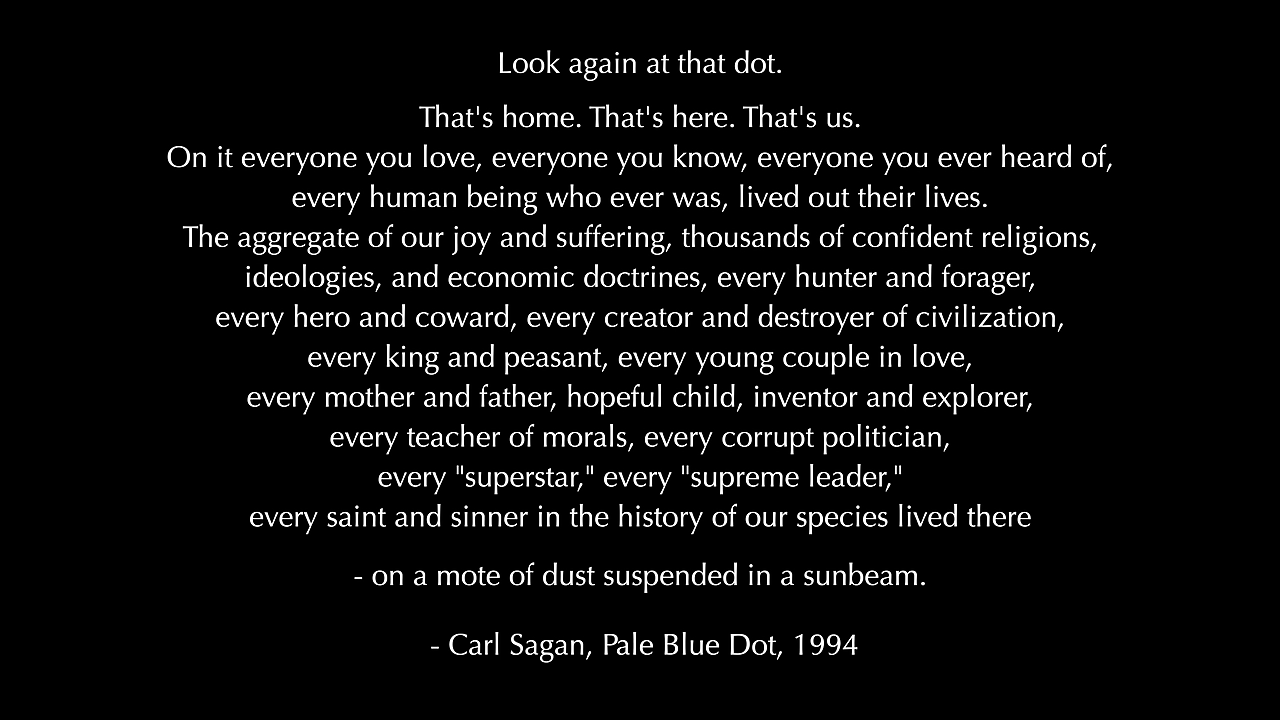 Look again at that dot.
That's home. That's here. That's us.
On it everyone you love, everyone you know, everyone you ever heard of,
every human being who ever was, lived out their lives.
The aggregate of our joy and suffering, thousands of confident religions,
ideologies, and economic doctrines, every hunter and forager,
every hero and coward, every creator and destroyer of civilization,
every king and peasant, every young couple in love,
every mother and father, hopeful child, inventor and explorer,
every teacher of morals, every corrupt politician,
every "superstar," every "supreme leader,"
every saint and sinner in the history of our species lived there
- on a mote of dust suspended in a sunbeam.
- Carl Sagan, Pale Blue Dot, 1994